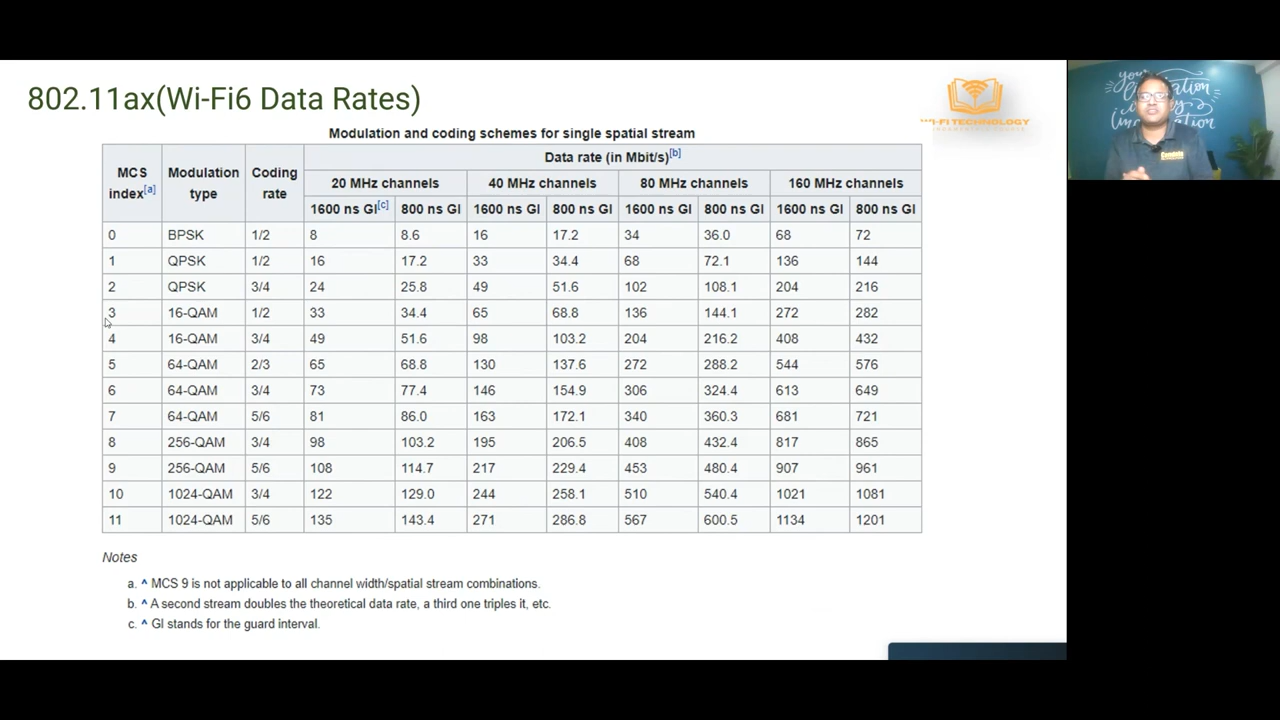 802.11ax(Wi-Fi6 Data Rates)
Modulation and coding schemes for single spatial stream
MCS index[a] Modulation type Coding rate Data rate (in Mbit/s)[b]
20 MHz channels 40 MHz channels 80 MHz channels 160 MHz channels
1600 ns GI[c] 800 ns GI 1600 ns GI 800 ns GI 1600 ns GI 800 ns GI 1600 ns GI 800 ns GI
0 BPSK 1/2 8 8.6 16 17.2 34 36.0 68 72
1 QPSK 1/2 16 17.2 33 34.4 68 72.1 136 144
2 QPSK 3/4 24 25.8 49 51.6 102 108.1 204 216
3 16-QAM 1/2 33 34.4 65 68.8 136 144.1 272 282
4 16-QAM 3/4 49 51.6 98 103.2 204 216.2 408 432
5 64-QAM 2/3 65 68.8 130 137.6 272 288.2 544 576
6 64-QAM 3/4 73 77.4 146 154.9 306 324.4 613 649
7 64-QAM 5/6 81 86.0 163 172.1 340 360.3 681 721
8 256-QAM 3/4 98 103.2 195 206.5 408 432.4 817 865
9 256-QAM 5/6 108 114.7 217 229.4 453 480.4 907 961
10 1024-QAM 3/4 122 129.0 244 258.1 510 540.4 1021 1081
11 1024-QAM 5/6 135 143.4 271 286.8 567 600.5 1134 1201
Notes
a. ^ MCS 9 is not applicable to all channel width/spatial stream combinations.
b. ^ A second stream doubles the theoretical data rate, a third one triples it, etc.
c. ^ GI stands for the guard interval.
TECHNOLOGY
your